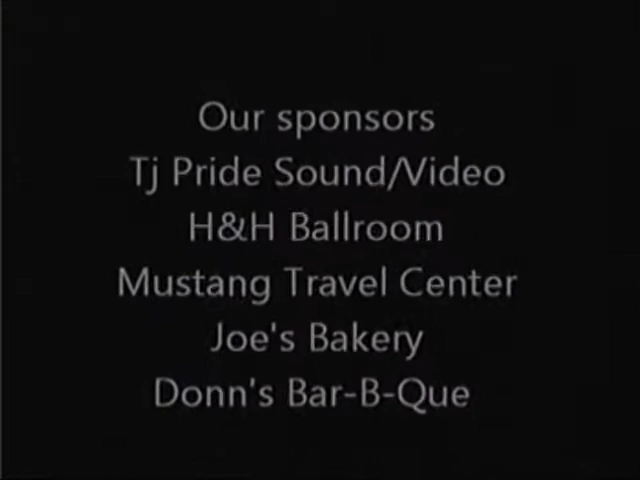 Our sponsors
Tj Pride Sound/Video
H&H Ballroom
Mustang Travel Center
Joe's Bakery
Donn's Bar-B-Que